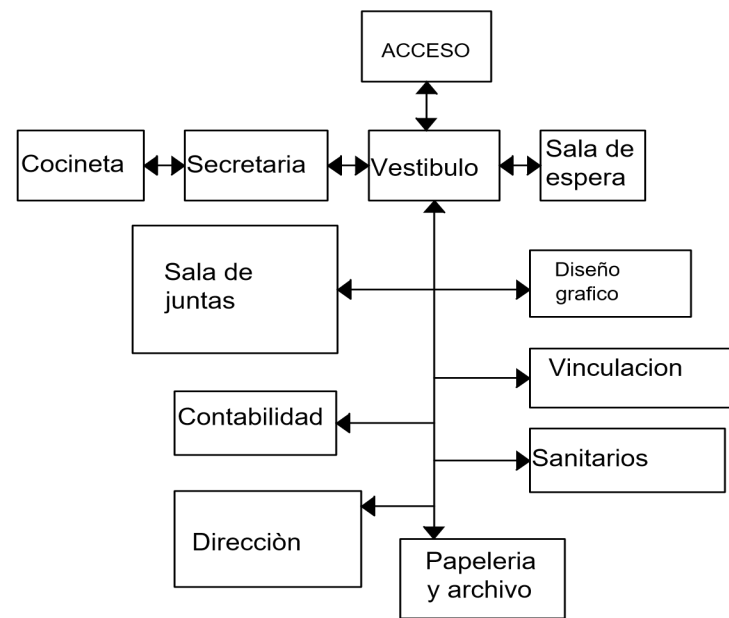 ACCESO
Cocineta
Secretaria
Vestibulo
Sala de
espera
Sala de
juntas
Diseño
grafico
Vinculacion
Contabilidad
Sanitarios
Direcciòn
Papeleria
y archivo